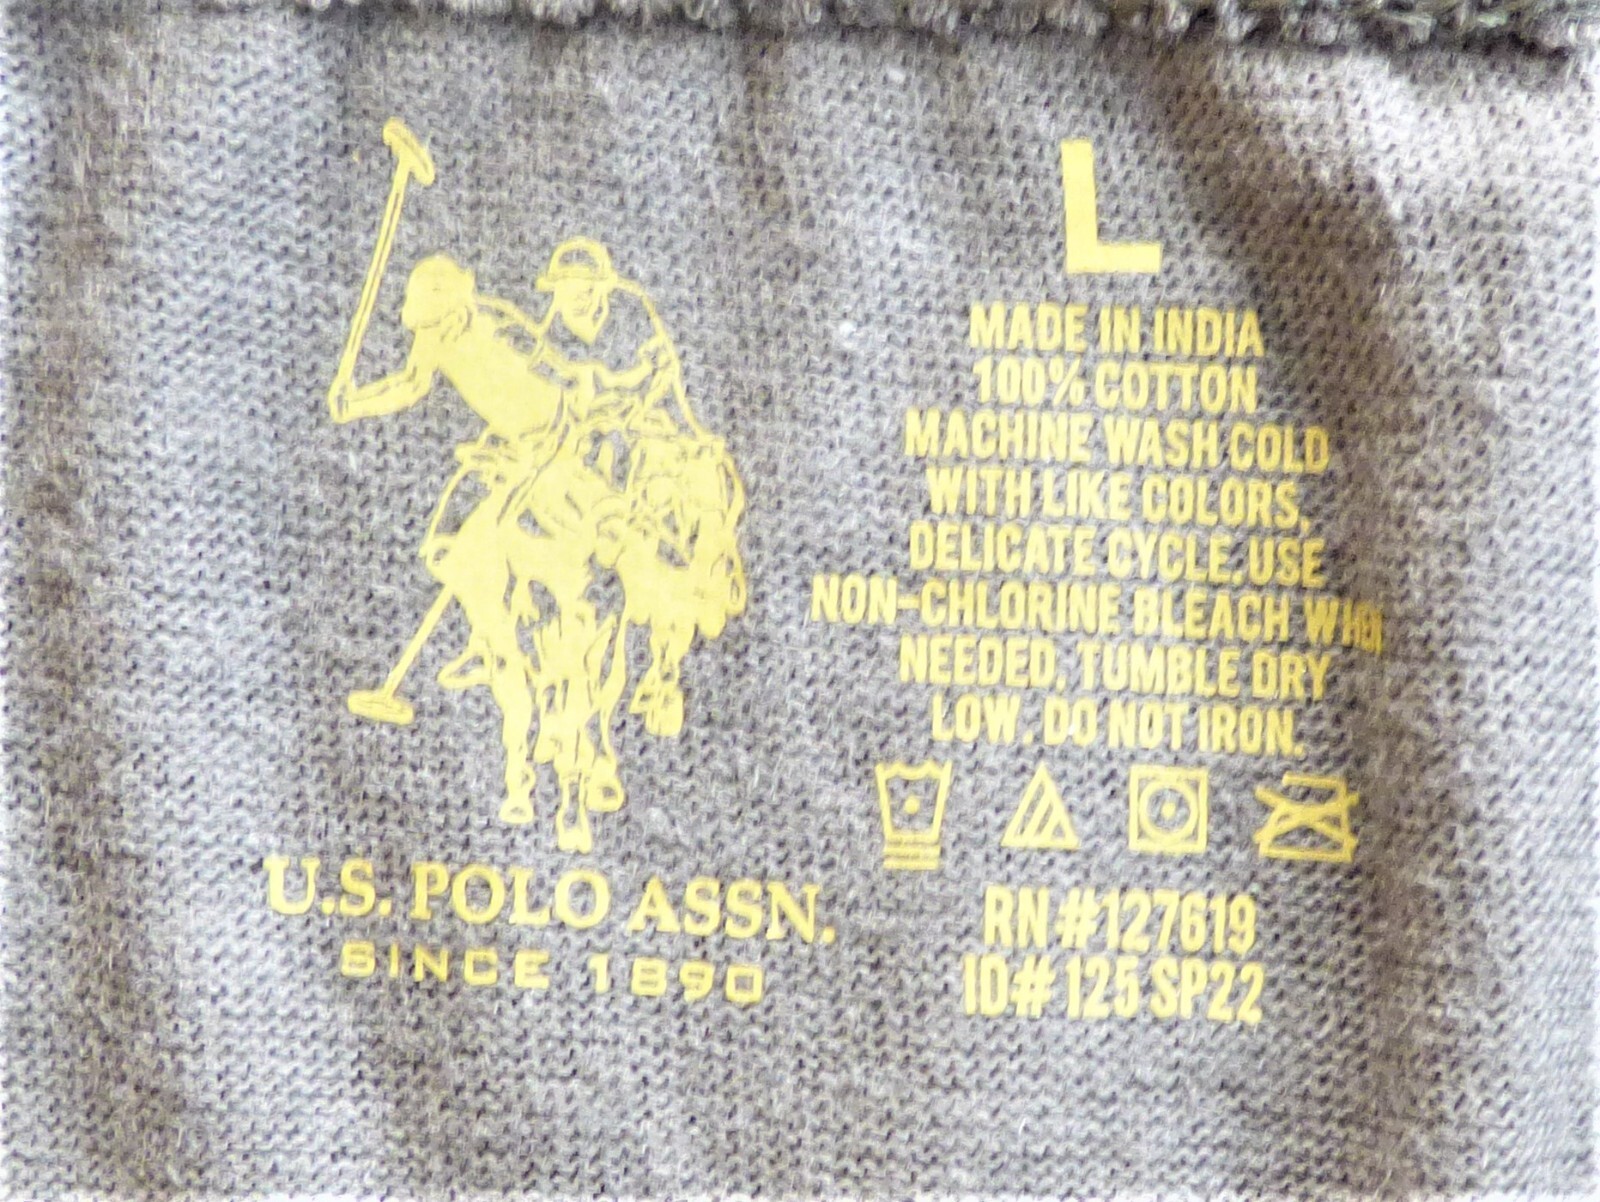 U.S. POLO ASSN.
SINCE 1890
L
MADE IN INDIA
100% COTTON
MACHINE WASH COLD
WITH LIKE COLORS,
DELICATE CYCLE. USE
NON-CHLORINE BLEACH WHEN
NEEDED, TUMBLE DRY
LOW. DO NOT IRON.
RN #127619
ID# 125 SP22